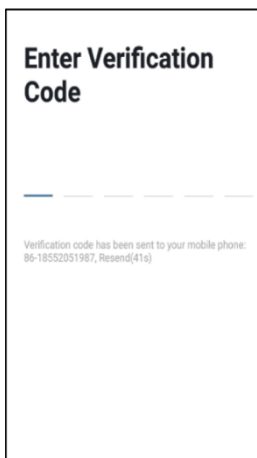 Enter Verification
Code
Verification code has been sent to your mobile phone:
86-18552051987, Resend(41s)